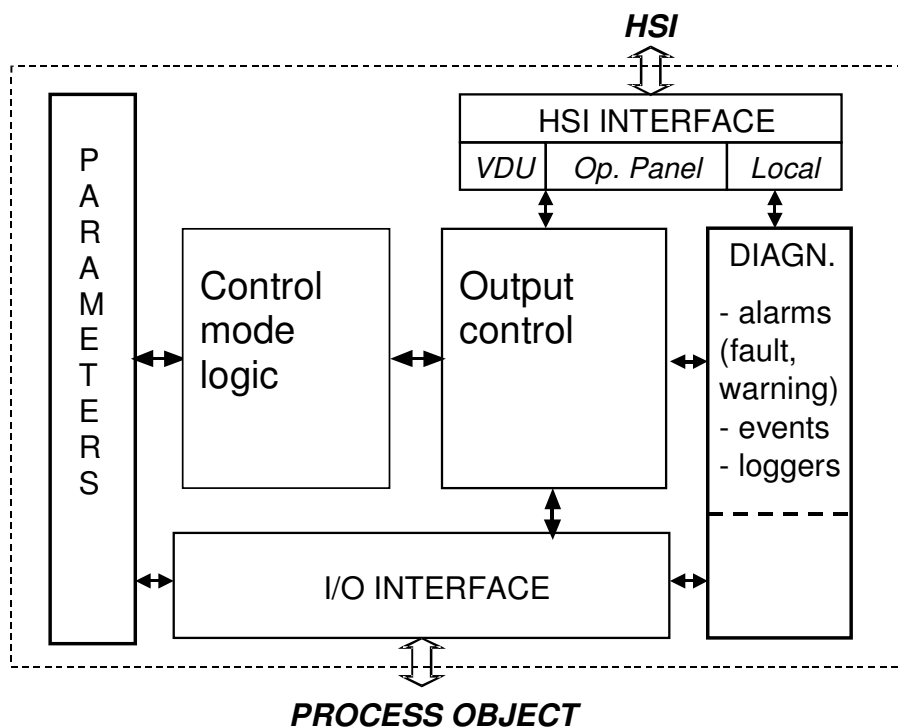 HSI
HSI INTERFACE
VDU Op. Panel Local
P
A
R
A
M
E
T
E
R
S
Control
mode
logic
Output
control
DIAGN.
- alarms
(fault,
warning)
- events
- loggers
I/O INTERFACE
PROCESS OBJECT